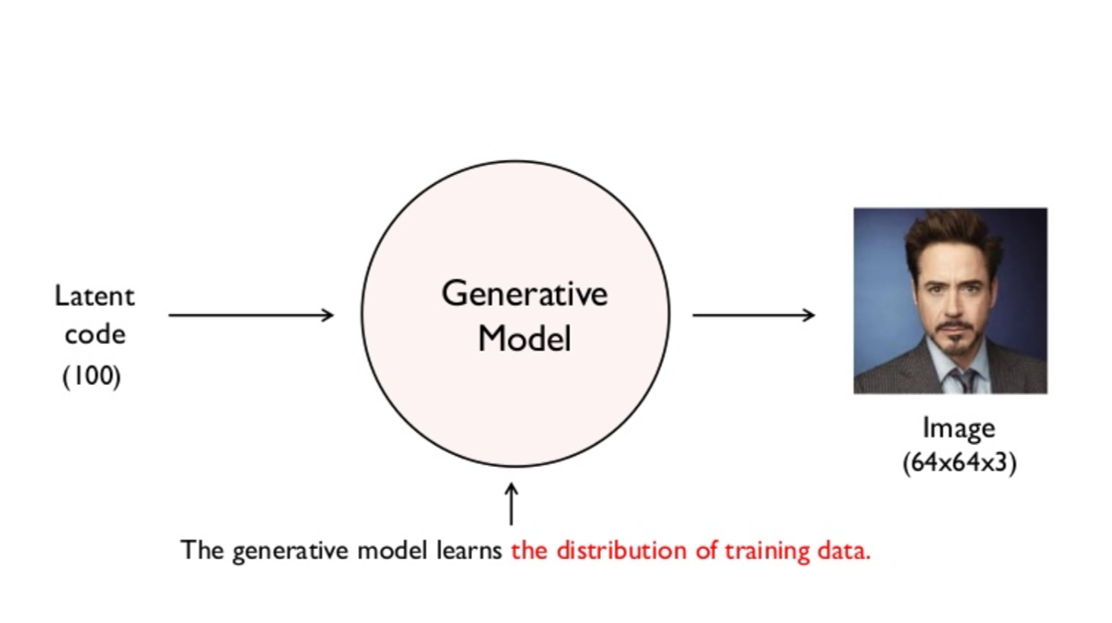 Latent
code
(100)
Generative
Model
Image
(64x64x3)
The generative model learns the distribution of training data.